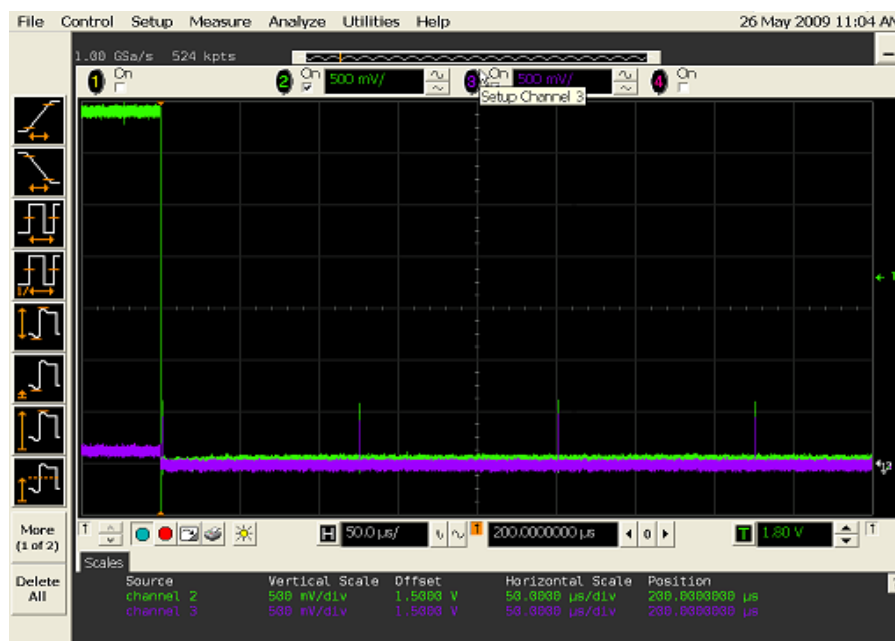 File Control Setup Measure Analyze Utilities Help 26 May 2009 11:04 AM
1.00 GSa/s 524 kpts
1 On 2 On 500 mV/ 3 On 500 mV/ 4 On
Setup Channel 3
More
(1 of 2)
Delete
All
H 50.0 µs/ T 200.0000000 µs 0 T 1.80 V
Scales
Source Vertical Scale Offset Horizontal Scale Position
channel 2 500 mV/div 1.5000 V 50.0000 µs/div 200.0000000 µs
channel 3 500 mV/div 1.5000 V 50.0000 µs/div 200.0000000 µs